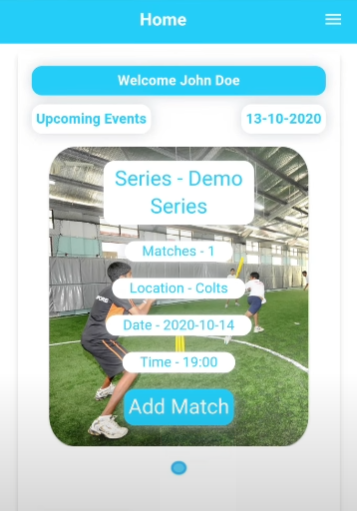 Home
Welcome John Doe
Upcoming Events
13-10-2020
Series - Demo
Series
Matches - 1
Location - Colts
Date - 2020-10-14
Time - 19:00
Add Match